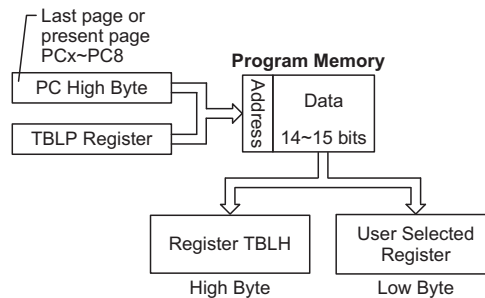 Last page or
present page
PCx~PC8
Program Memory
PC High Byte
TBLP Register
Address
Data
14~15 bits
Register TBLH
User Selected
Register
High Byte
Low Byte